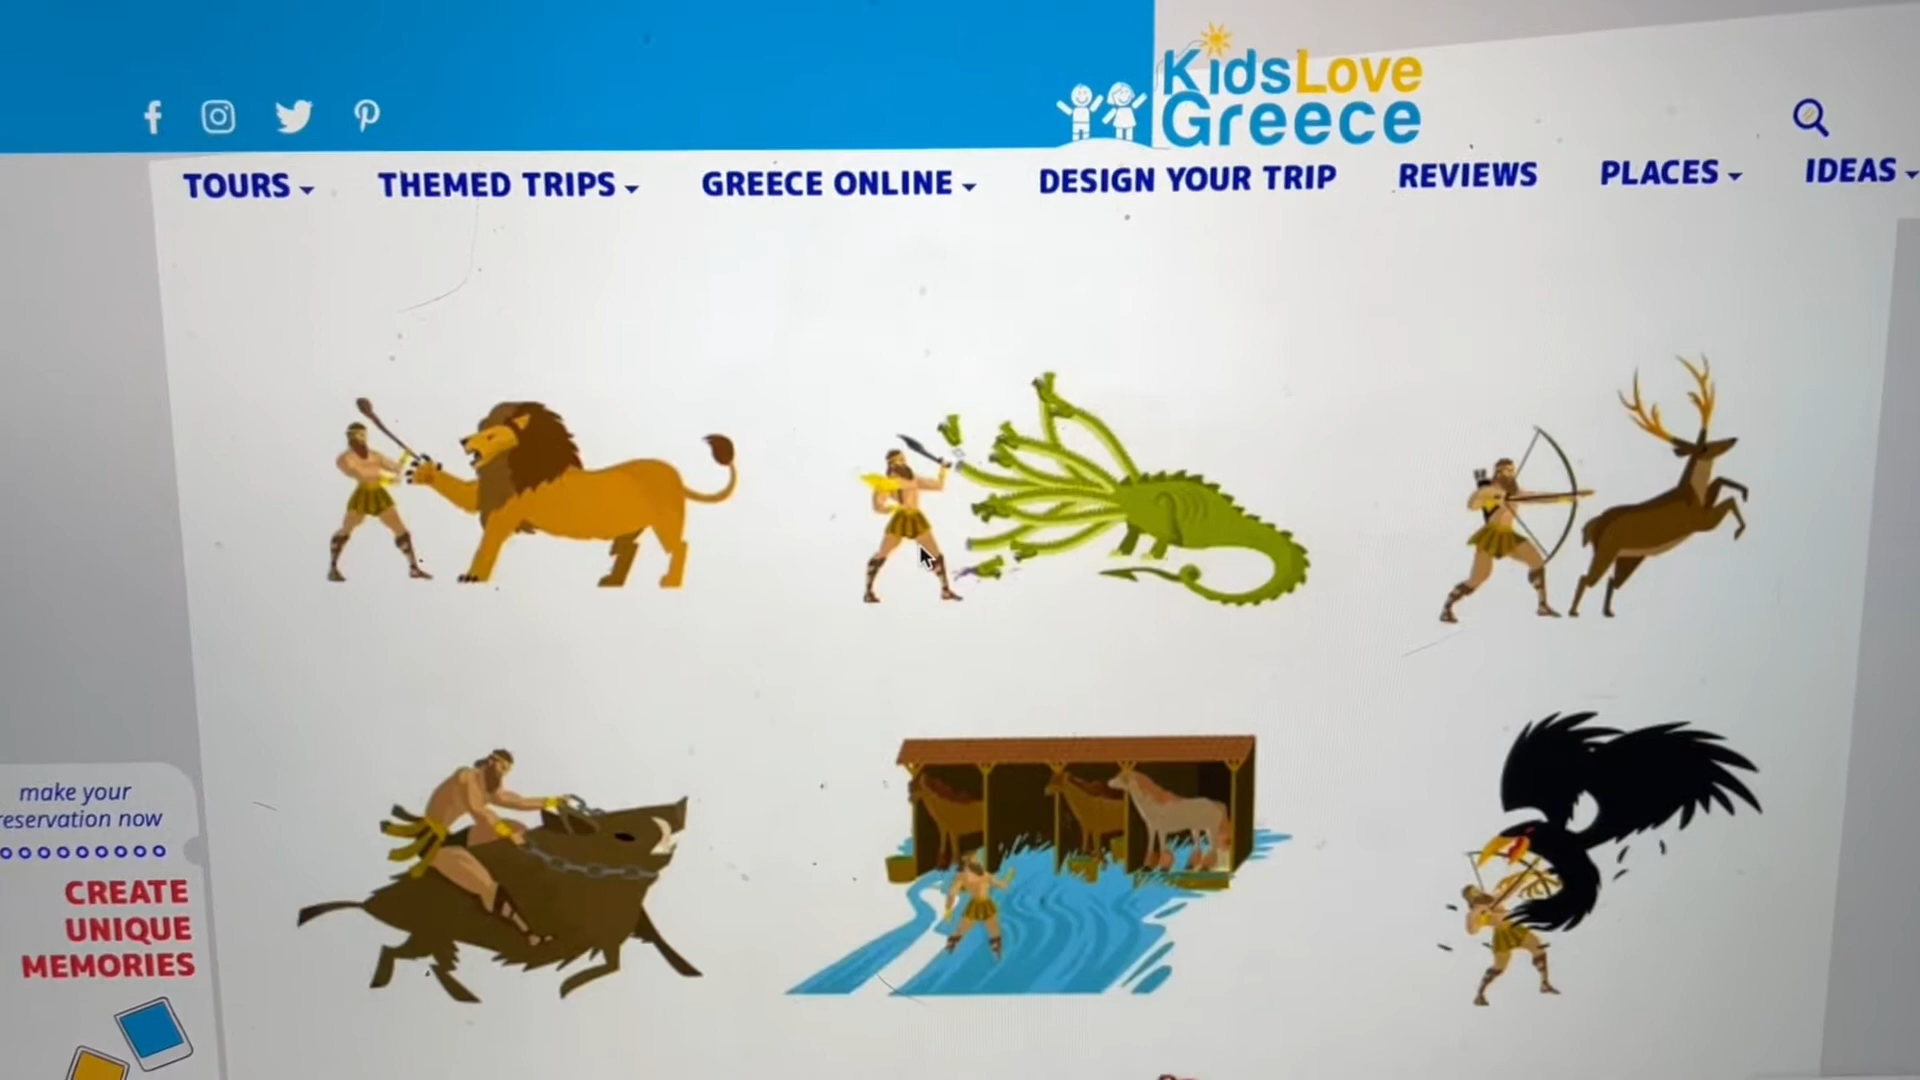 KidsLove
Greece
TOURS
THEMED TRIPS
GREECE ONLINE
DESIGN YOUR TRIP
REVIEWS
PLACES
IDEAS
make your
reservation now
CREATE
UNIQUE
MEMORIES